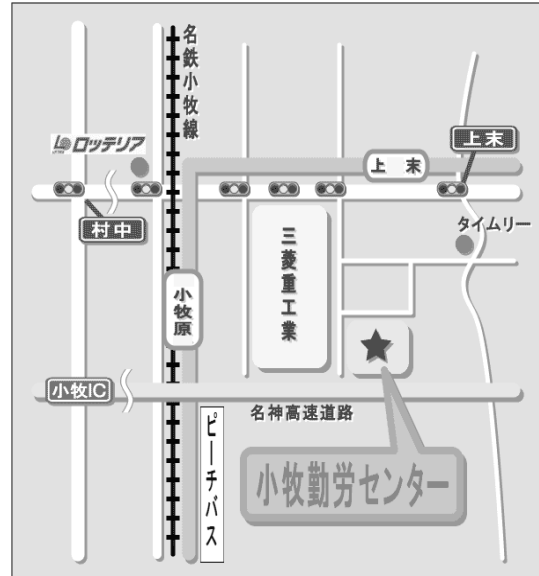 名鉄小牧線
ロッテリア
上末
上 末
村中
タイムリー
三菱重工業
小牧原
小牧IC
名神高速道路
ピーチバス
小牧勤労センター